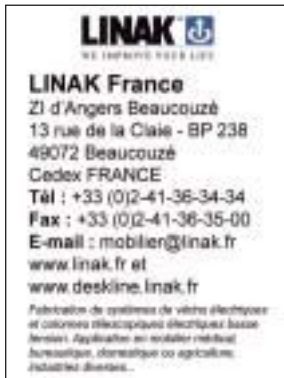 LINAK
WE IMPROVE YOUR LIFE
LINAK France
ZI d'Angers Beaucouzé
13 rue de la Claie - BP 238
49072 Beaucouzé
Cedex FRANCE
Tél : +33 (0)2-41-36-34-34
Fax : +33 (0)2-41-36-35-00
E-mail : mobilier@linak.fr
www.linak.fr et
www.deskline.linak.fr
Fabrication de systèmes de vérins électriques
et colonnes télescopiques électriques basse
tension. Application en mobilier médical,
bureautique, domestique ou agriculture,
industries diverses...